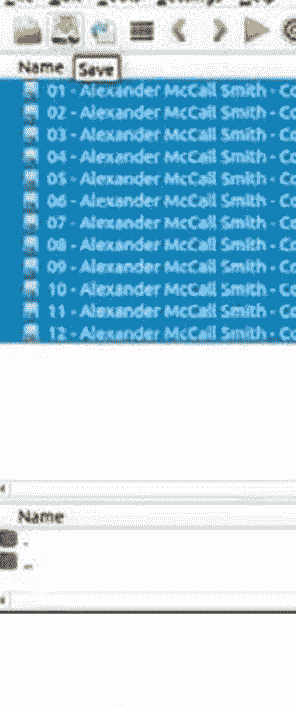 Name Save
01 - Alexander McCall Smith - Co
02 - Alexander McCall Smith - Co
03 - Alexander McCall Smith - Co
04 - Alexander McCall Smith - Co
05 - Alexander McCall Smith - Co
06 - Alexander McCall Smith - Co
07 - Alexander McCall Smith - Co
08 - Alexander McCall Smith - Co
09 - Alexander McCall Smith - Co
10 - Alexander McCall Smith - Co
11 - Alexander McCall Smith - Co
12 - Alexander McCall Smith - Co
Name
.
..